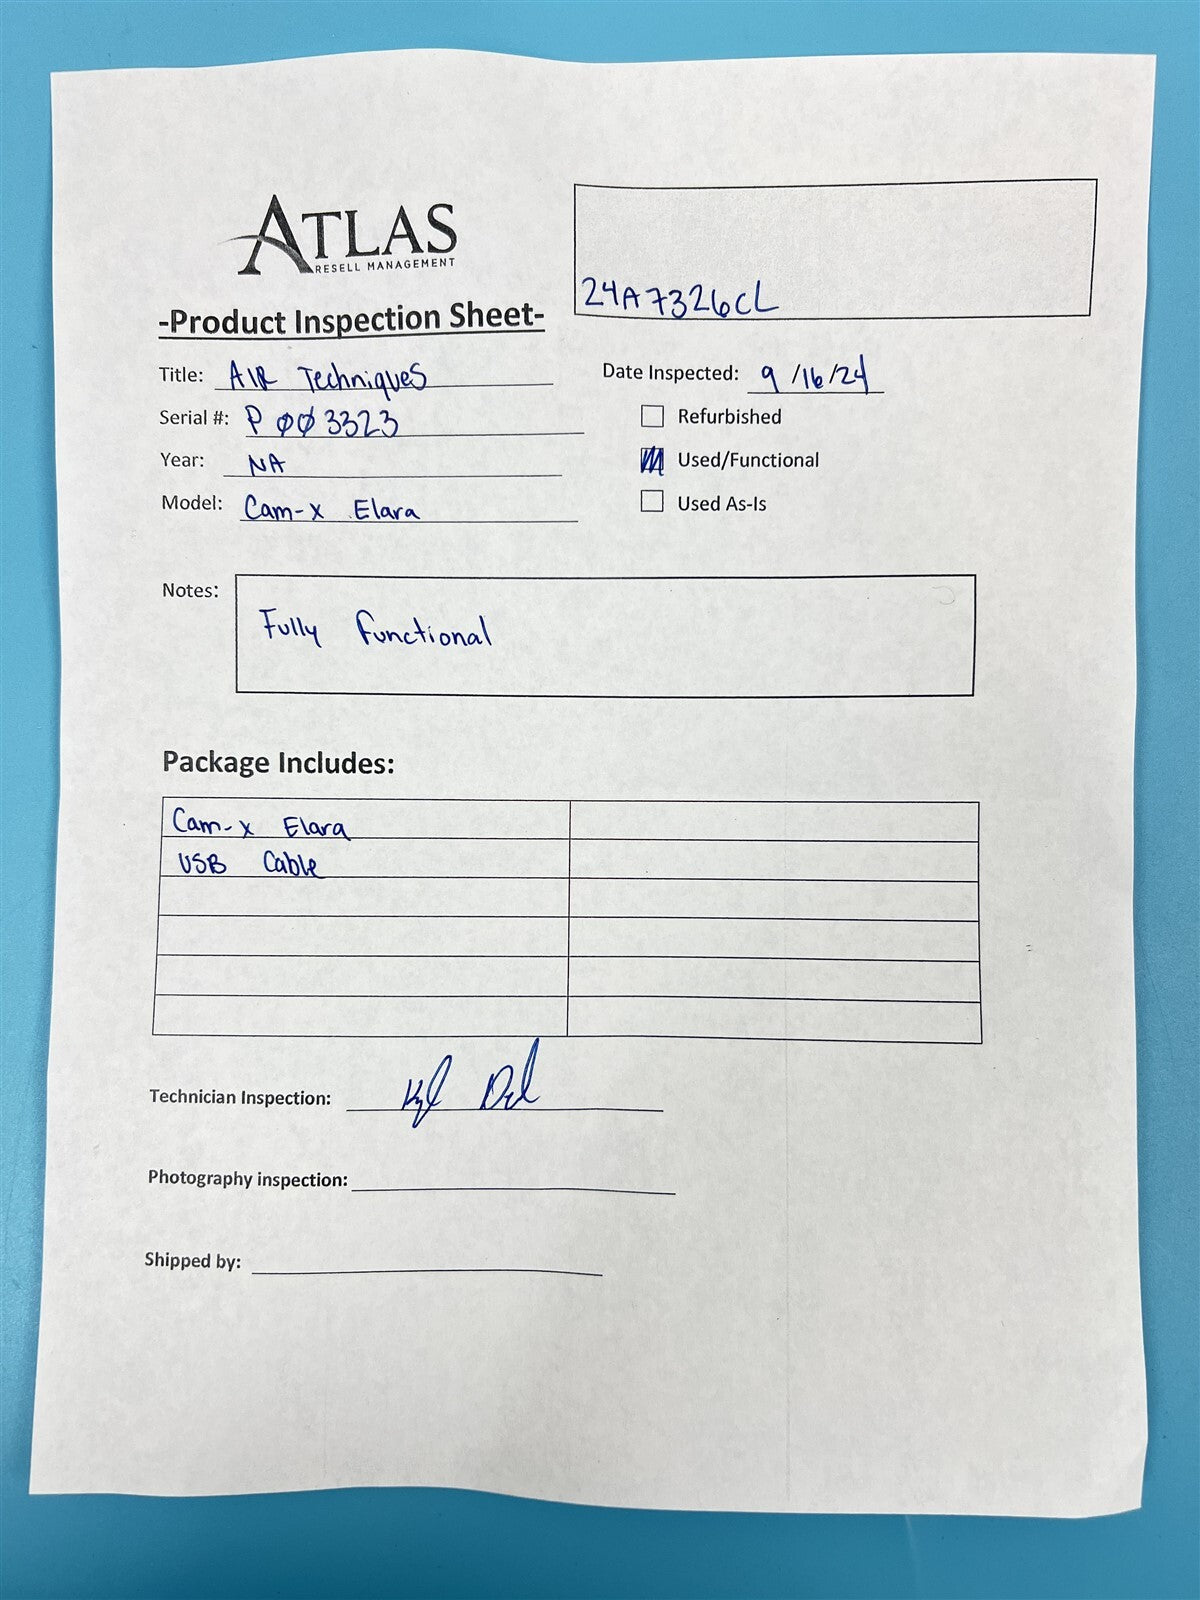 ATLAS
RESELL MANAGEMENT
24A7326CL
-Product Inspection Sheet-
Title: AIR Techniques
Date Inspected: 9/16/24
Serial #: P003323
Refurbished
Year: NA
Used/Functional
Model: Cam-x Elara
Used As-Is
Notes:
Fully Functional
Package Includes:
Cam-x Elara
USB Cable
Technician Inspection:
Photography inspection:
Shipped by: